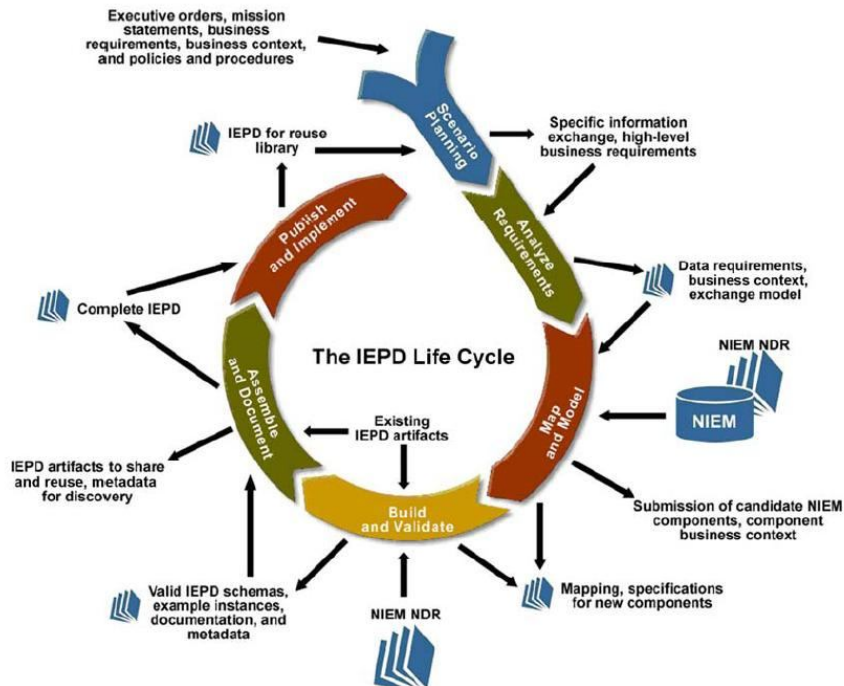 Executive orders, mission
statements, business
requirements, business context,
and policies and procedures
Scenario
Planning
IEPD for reuse
library
Specific information
exchange, high-level
business requirements
Publish
and Implement
Analyze
Requirements
Data requirements,
business context,
exchange model
Complete IEPD
The IEPD Life Cycle
NIEM NDR
NIEM
Assemble
and Document
Map
and Model
Existing
IEPD artifacts
IEPD artifacts to share
and reuse, metadata
for discovery
Build
and Validate
Submission of candidate NIEM
components, component
business context
Valid IEPD schemas,
example instances,
documentation, and
metadata
NIEM NDR
Mapping, specifications
for new components